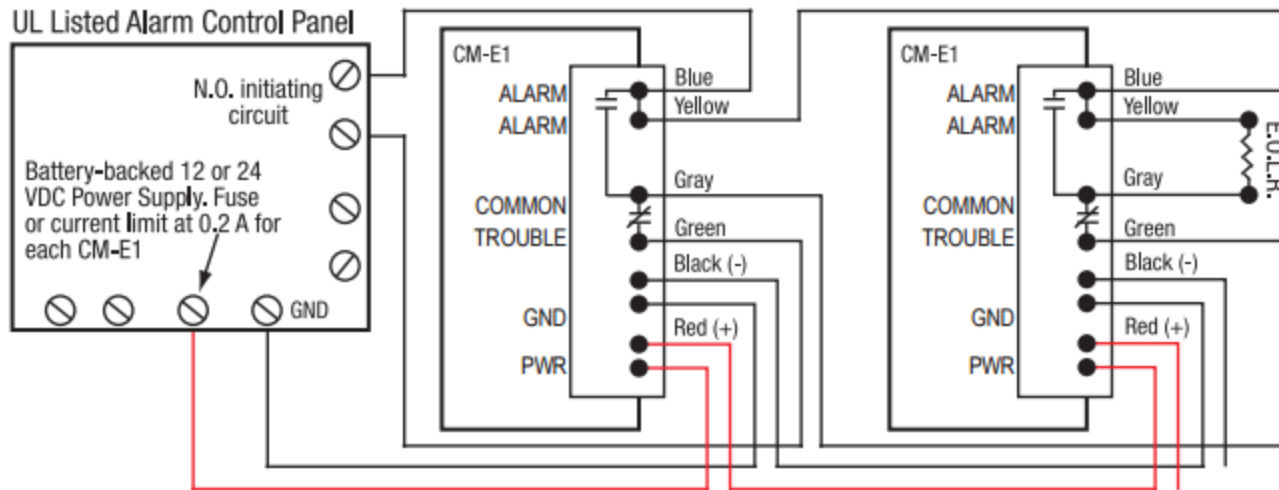 UL Listed Alarm Control Panel
N.O. initiating
circuit
Battery-backed 12 or 24
VDC Power Supply. Fuse
or current limit at 0.2 A for
each CM-E1
GND
CM-E1
ALARM
ALARM
COMMON
TROUBLE
GND
PWR
Blue
Yellow
Gray
Green
Black (-)
Red (+)
CM-E1
ALARM
ALARM
COMMON
TROUBLE
GND
PWR
Blue
Yellow
Gray
Green
Black (-)
Red (+)
E.O.L.R.